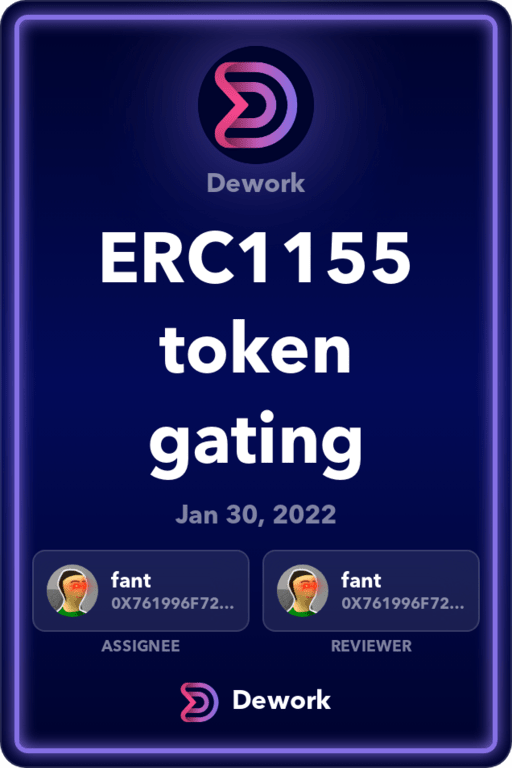 Dework
ERC1155
token
gating
Jan 30, 2022
fant
0X761996F72...
ASSIGNEE
fant
0X761996F72...
REVIEWER
Dework